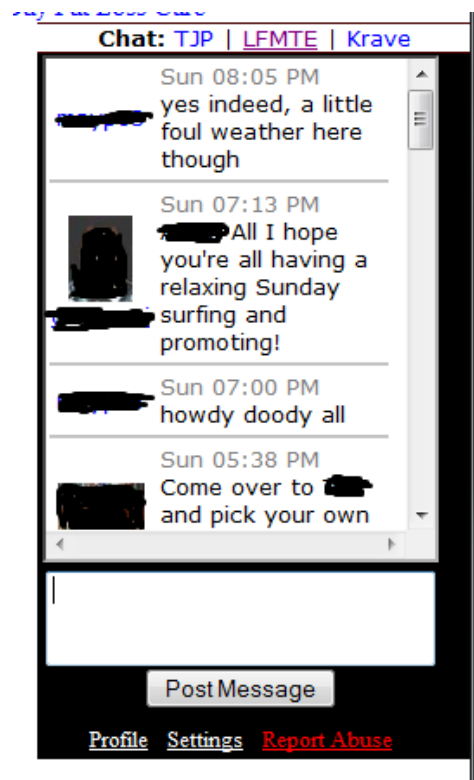 Chat: TJP | LFMTE | Krave
Sun 08:05 PM
yes indeed, a little
foul weather here
though
Sun 07:13 PM
All I hope
you're all having a
relaxing Sunday
surfing and
promoting!
Sun 07:00 PM
howdy doody all
Sun 05:38 PM
Come over to
and pick your own
Post Message
Profile Settings Report Abuse